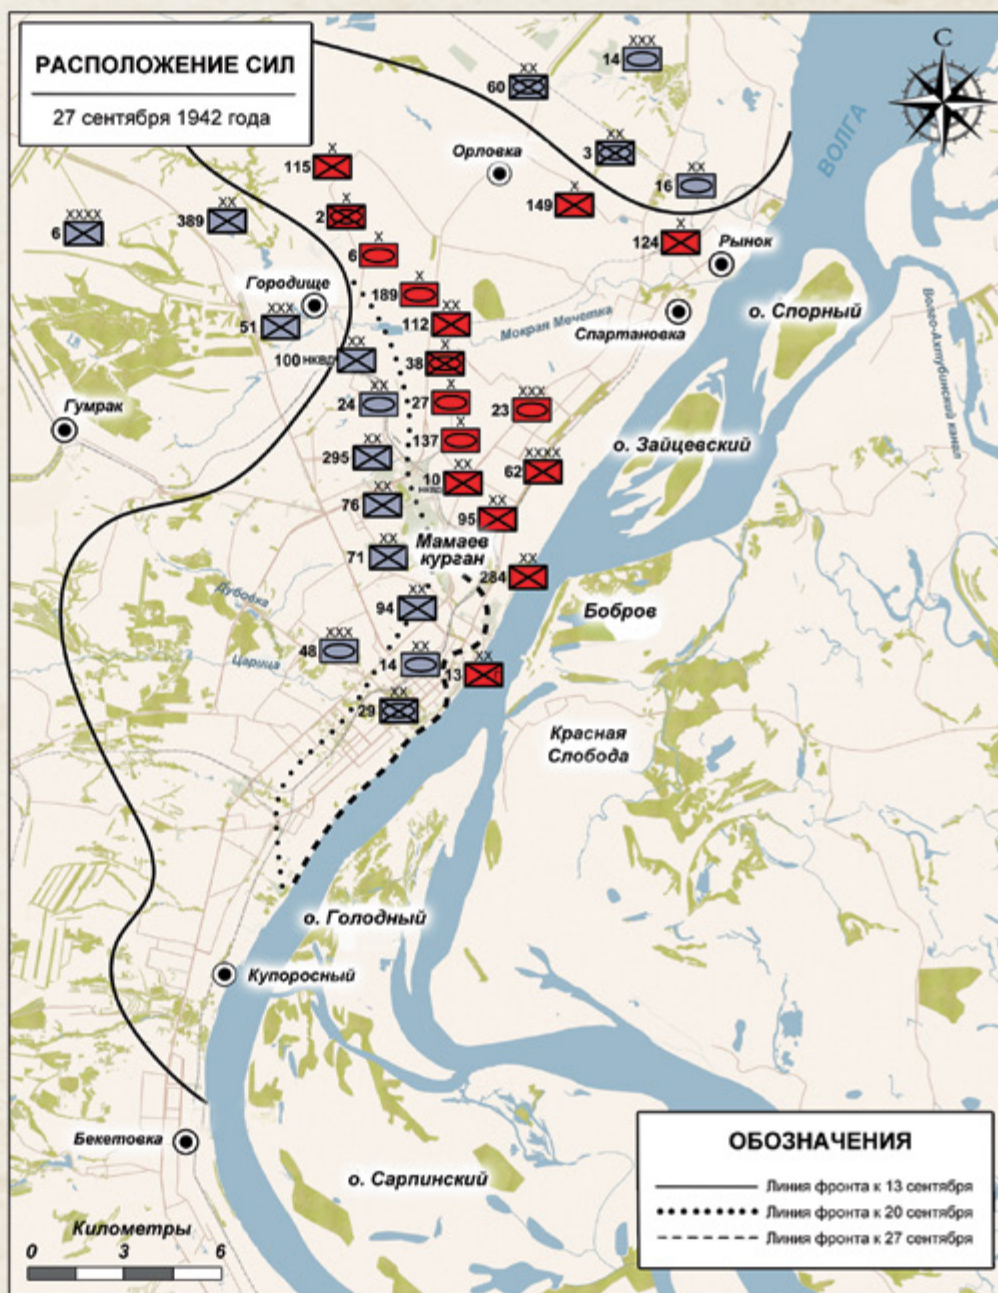 РАСПОЛОЖЕНИЕ СИЛ
27 сентября 1942 года
С
ВОЛГА
XXX
14
XX
60
XX
3
XX
16
Орловка
X
115
X
149
X
2
X
124
Рынок
XXXX
6
XX
389
X
6
Городище
X
189
о. Спорный
XXX
51
XX
112
Мокрая Мечетка
Спартановка
Волго-Ахтубинский канал
XX
100 НКВД
X
38
XX
24
X
27
XXX
23
Гумрак
X
137
о. Зайцевский
XX
295
XX
10
НКВД
XXXX
62
XX
76
XX
95
Мамаев
курган
XX
71
XX
284
Дубовка
XX
94
Бобров
XXX
48
Царица
XX
14
XX
13
Г
XX
29
Красная
Слобода
о. Голодный
Купоросный
Бекетовка
о. Сарпинский
Километры
0 3 6
ОБОЗНАЧЕНИЯ
Линия фронта к 13 сентября
Линия фронта к 20 сентября
Линия фронта к 27 сентября